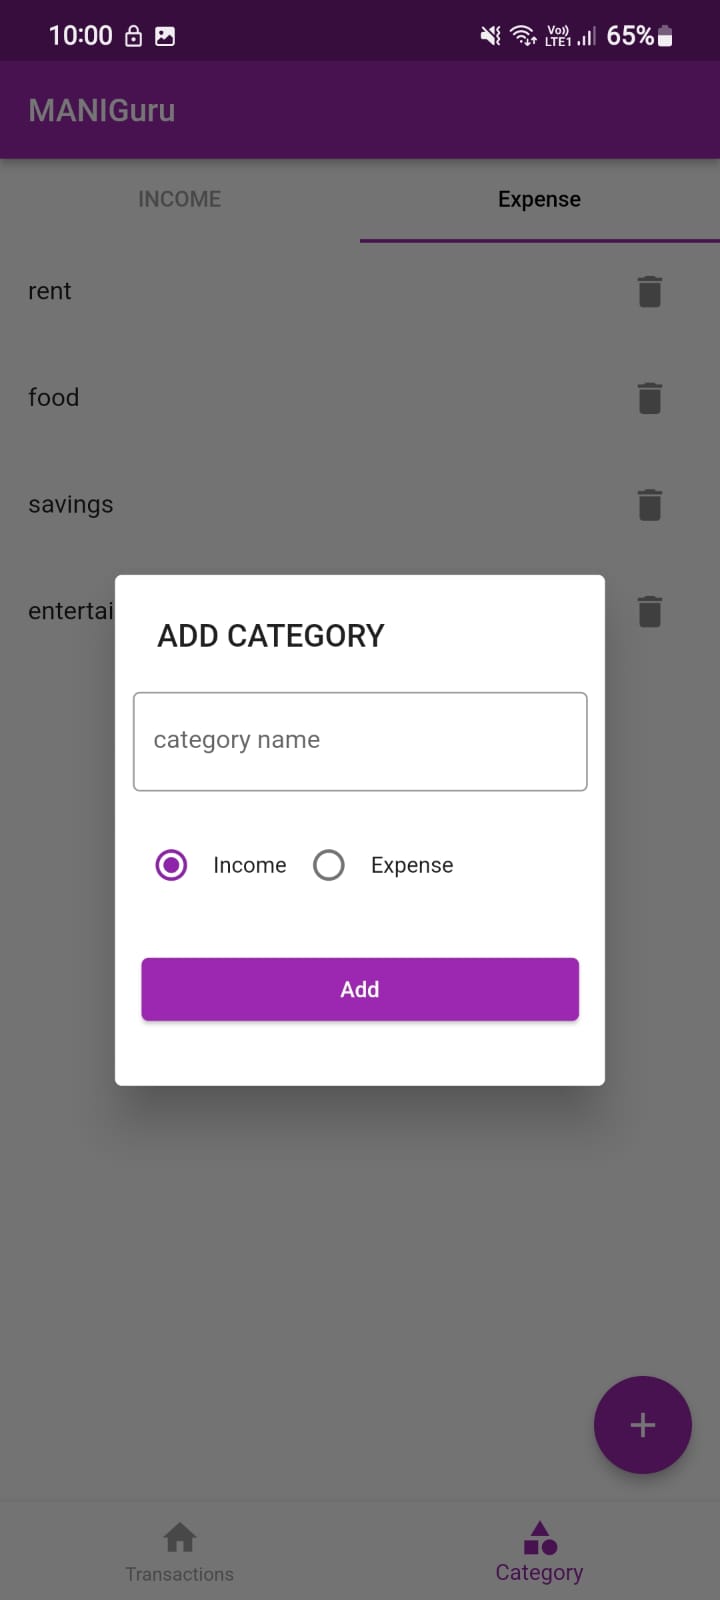 10:00 Vo)) LTE1 65%
MANIGuru
INCOME Expense
rent
food
savings
entertai
ADD CATEGORY
category name
Income Expense
Add
+
Transactions Category